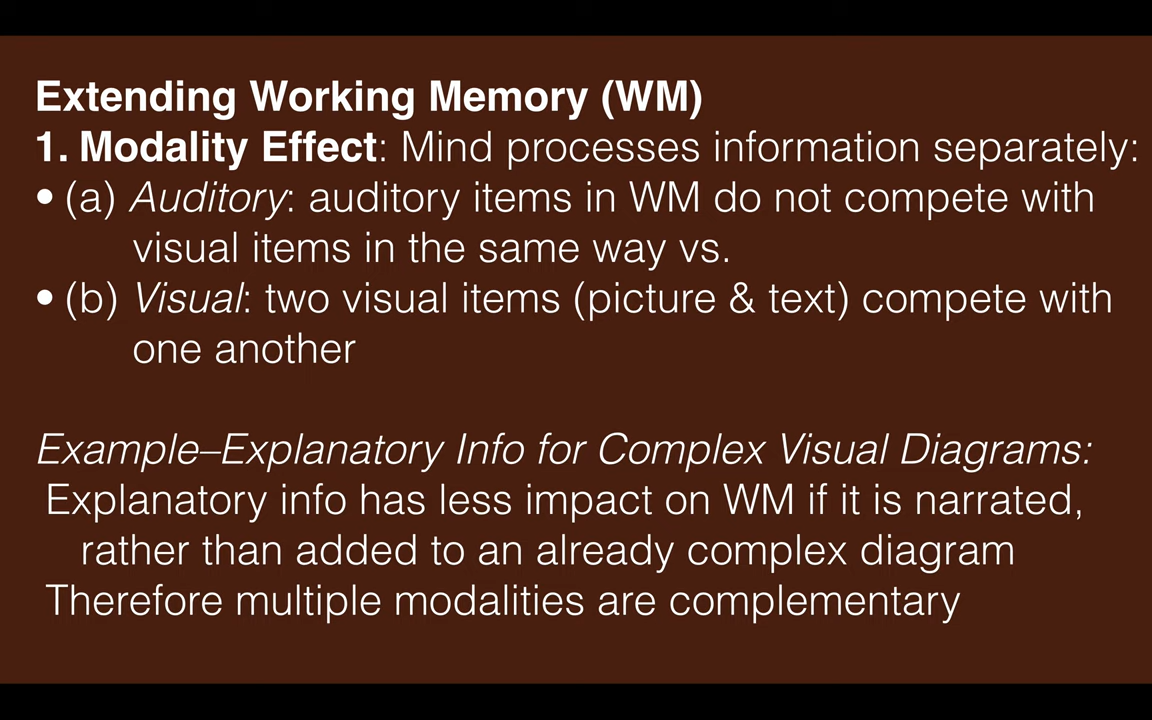 Extending Working Memory (WM)
1. Modality Effect: Mind processes information separately:
• (a) Auditory: auditory items in WM do not compete with
visual items in the same way vs.
• (b) Visual: two visual items (picture & text) compete with
one another
Example–Explanatory Info for Complex Visual Diagrams:
Explanatory info has less impact on WM if it is narrated,
rather than added to an already complex diagram
Therefore multiple modalities are complementary